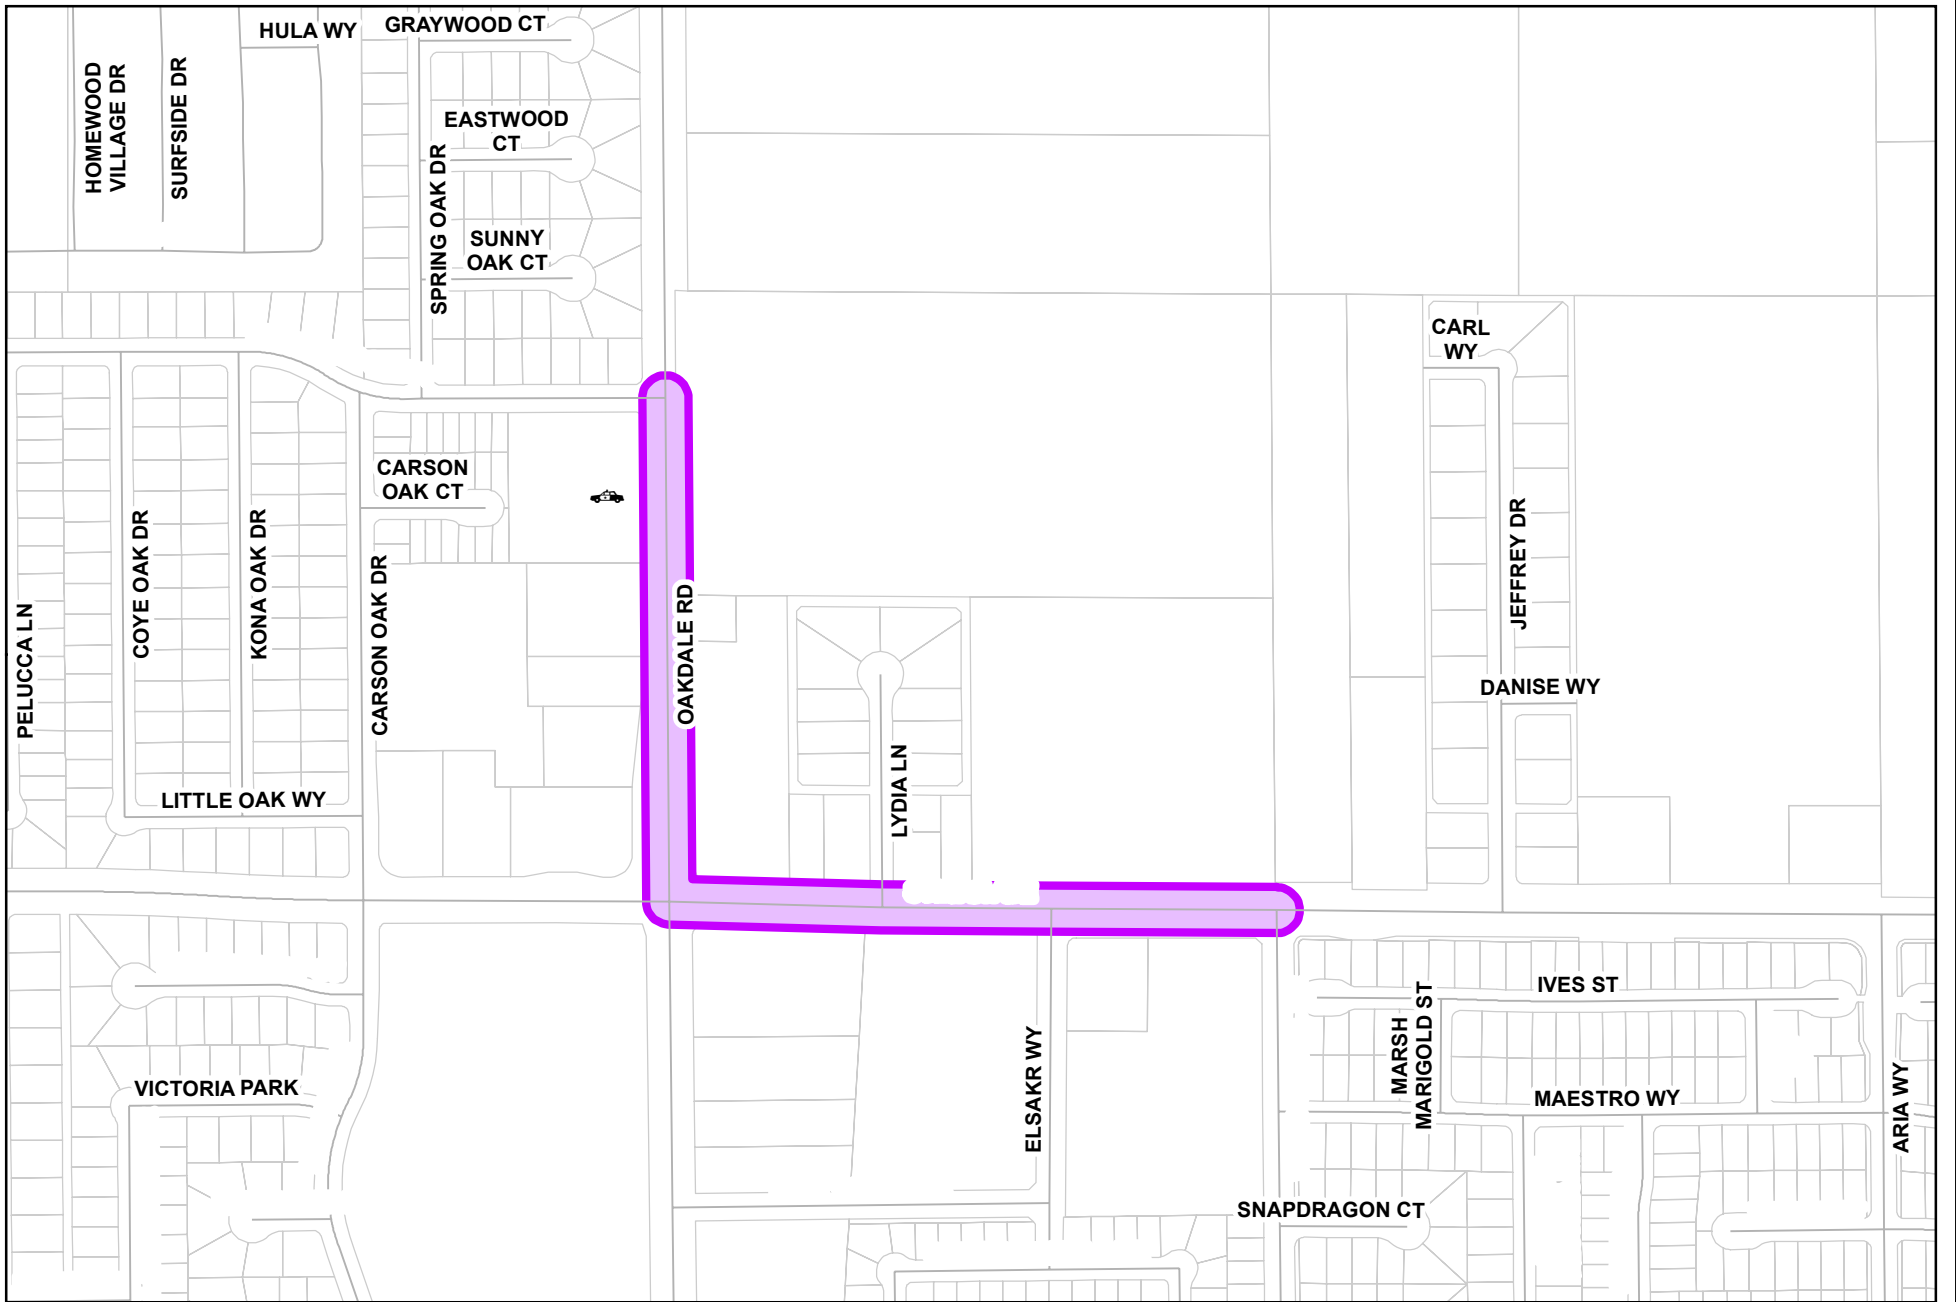 HULA WY
GRAYWOOD CT
HOMEWOOD
VILLAGE DR
SURFSIDE DR
EASTWOOD
CT
SPRING OAK DR
SUNNY
OAK CT
CARL
WY
CARSON
OAK CT
COYE OAK DR
KONA OAK DR
JEFFREY DR
CARSON OAK DR
OAKDALE RD
PELUCCA LN
DANISE WY
LYDIA LN
LITTLE OAK WY
IVES ST
MARSH
MARIGOLD ST
ELSAKR WY
VICTORIA PARK
MAESTRO WY
ARIA WY
SNAPDRAGON CT